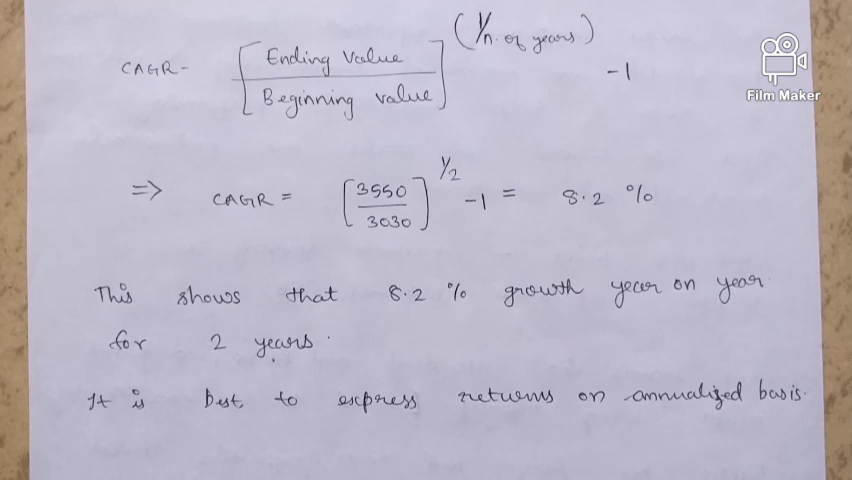 CAGR - [Ending Value / Beginning value]^(1/n. of years) -1
Film Maker
=> CAGR = [3550 / 3030]^1/2 -1 = 8.2 %
This shows that 8.2 % growth year on year
for 2 years.
It is best to express returns on annualized basis.